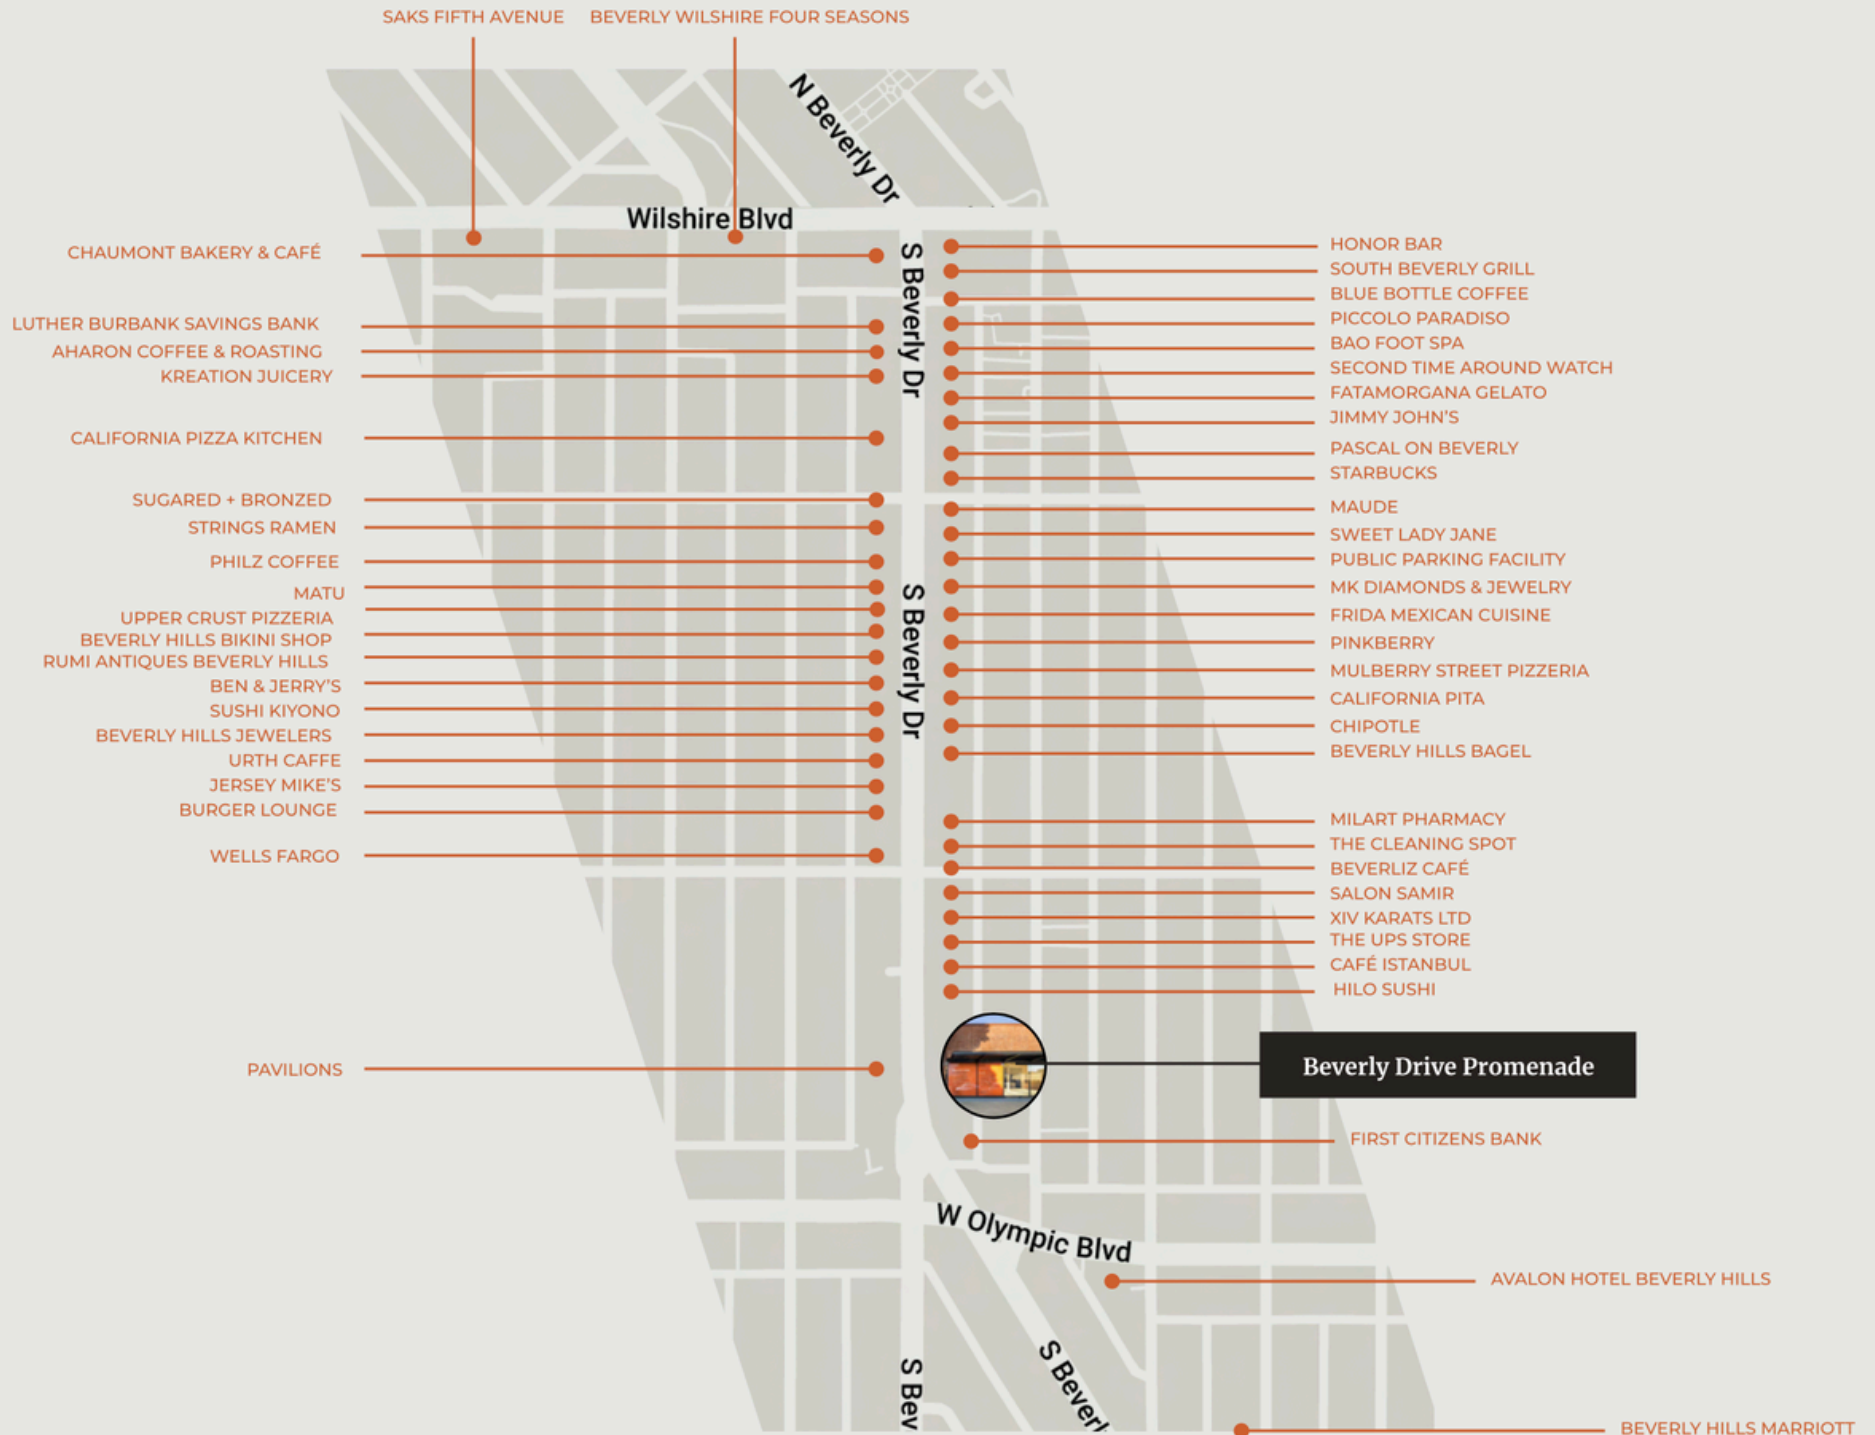 SAKS FIFTH AVENUE
BEVERLY WILSHIRE FOUR SEASONS
N Beverly Dr
Wilshire Blvd
CHAUMONT BAKERY & CAFÉ
LUTHER BURBANK SAVINGS BANK
AHARON COFFEE & ROASTING
KREATION JUICERY
CALIFORNIA PIZZA KITCHEN
SUGARED + BRONZED
STRINGS RAMEN
PHILZ COFFEE
MATU
UPPER CRUST PIZZERIA
BEVERLY HILLS BIKINI SHOP
RUMI ANTIQUES BEVERLY HILLS
BEN & JERRY'S
SUSHI KIYONO
BEVERLY HILLS JEWELERS
URTH CAFFE
JERSEY MIKE'S
BURGER LOUNGE
WELLS FARGO
PAVILIONS
S Beverly Dr
S Beverly Dr
HONOR BAR
SOUTH BEVERLY GRILL
BLUE BOTTLE COFFEE
PICCOLO PARADISO
BAO FOOT SPA
SECOND TIME AROUND WATCH
FATAMORGANA GELATO
JIMMY JOHN'S
PASCAL ON BEVERLY
STARBUCKS
MAUDE
SWEET LADY JANE
PUBLIC PARKING FACILITY
MK DIAMONDS & JEWELRY
FRIDA MEXICAN CUISINE
PINKBERRY
MULBERRY STREET PIZZERIA
CALIFORNIA PITA
CHIPOTLE
BEVERLY HILLS BAGEL
MILART PHARMACY
THE CLEANING SPOT
BEVERLIZ CAFÉ
SALON SAMIR
XIV KARATS LTD
THE UPS STORE
CAFÉ ISTANBUL
HILO SUSHI
Beverly Drive Promenade
FIRST CITIZENS BANK
W Olympic Blvd
AVALON HOTEL BEVERLY HILLS
S Bev
S Beverl
BEVERLY HILLS MARRIOTT